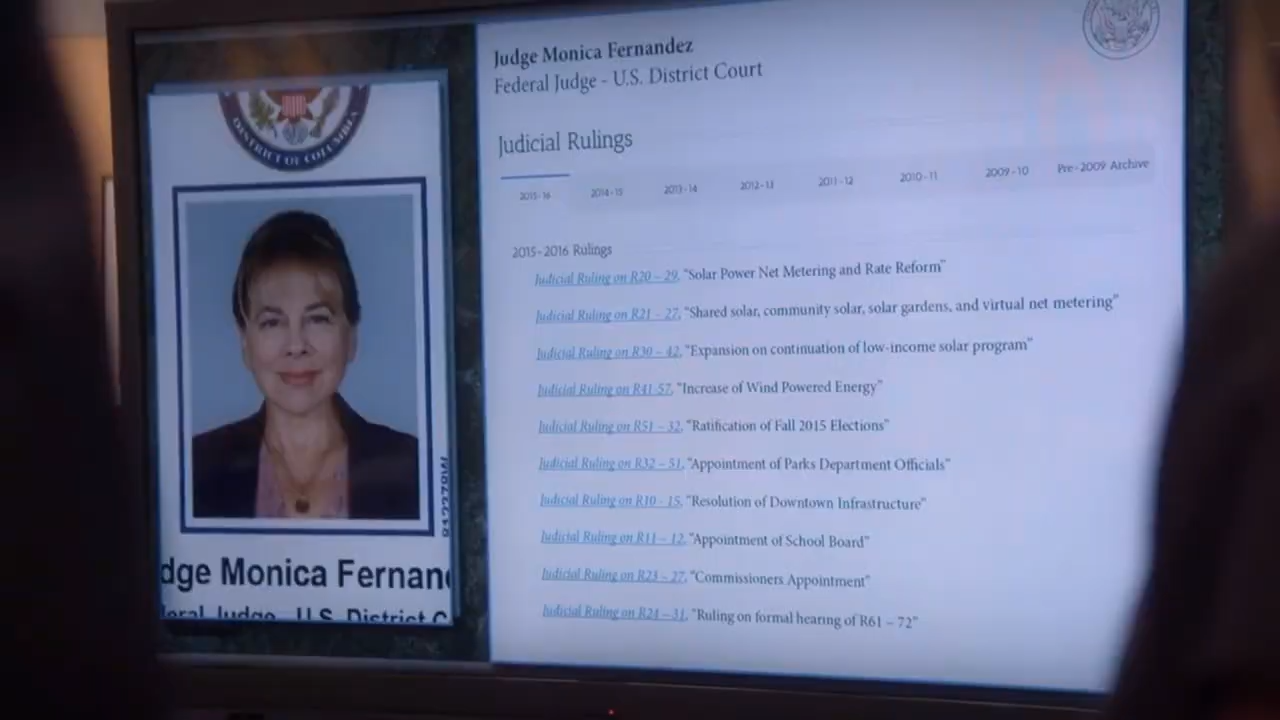 DISTRICT OF COLUMBIA
dge Monica Fernan
eral Judge - U.S. District C
Judge Monica Fernandez
Federal Judge - U.S. District Court
Judicial Rulings
2015-16 2014-15 2013-14 2012-13 2011-12 2010-11 2009-10 Pre-2009 Archive
2015-2016 Rulings
Judicial Ruling on R20 – 29, "Solar Power Net Metering and Rate Reform"
Judicial Ruling on R21 – 27, "Shared solar, community solar, solar gardens, and virtual net metering"
Judicial Ruling on R30 – 42, "Expansion on continuation of low-income solar program"
Judicial Ruling on R41-57, "Increase of Wind Powered Energy"
Judicial Ruling on R51 – 32, "Ratification of Fall 2015 Elections"
Judicial Ruling on R32 – 51, "Appointment of Parks Department Officials"
Judicial Ruling on R10 - 15, "Resolution of Downtown Infrastructure"
Judicial Ruling on R11 – 12, "Appointment of School Board"
Judicial Ruling on R23 – 27, "Commissioners Appointment"
Judicial Ruling on R24 – 31, "Ruling on formal hearing of R61 – 72"